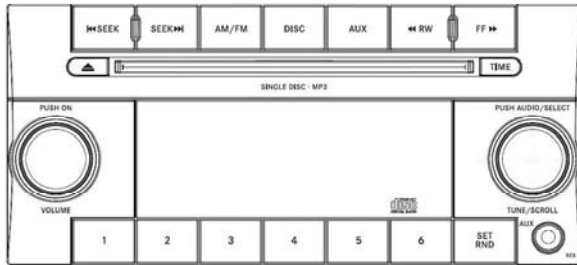 ⏮SEEK SEEK⏭ AM/FM DISC AUX ◀◀RW FF▶▶
TIME
SINGLE DISC - MP3
PUSH ON PUSH AUDIO/SELECT
disc
VOLUME TUNE/SCROLL
AUX
1 2 3 4 5 6 SET
RND